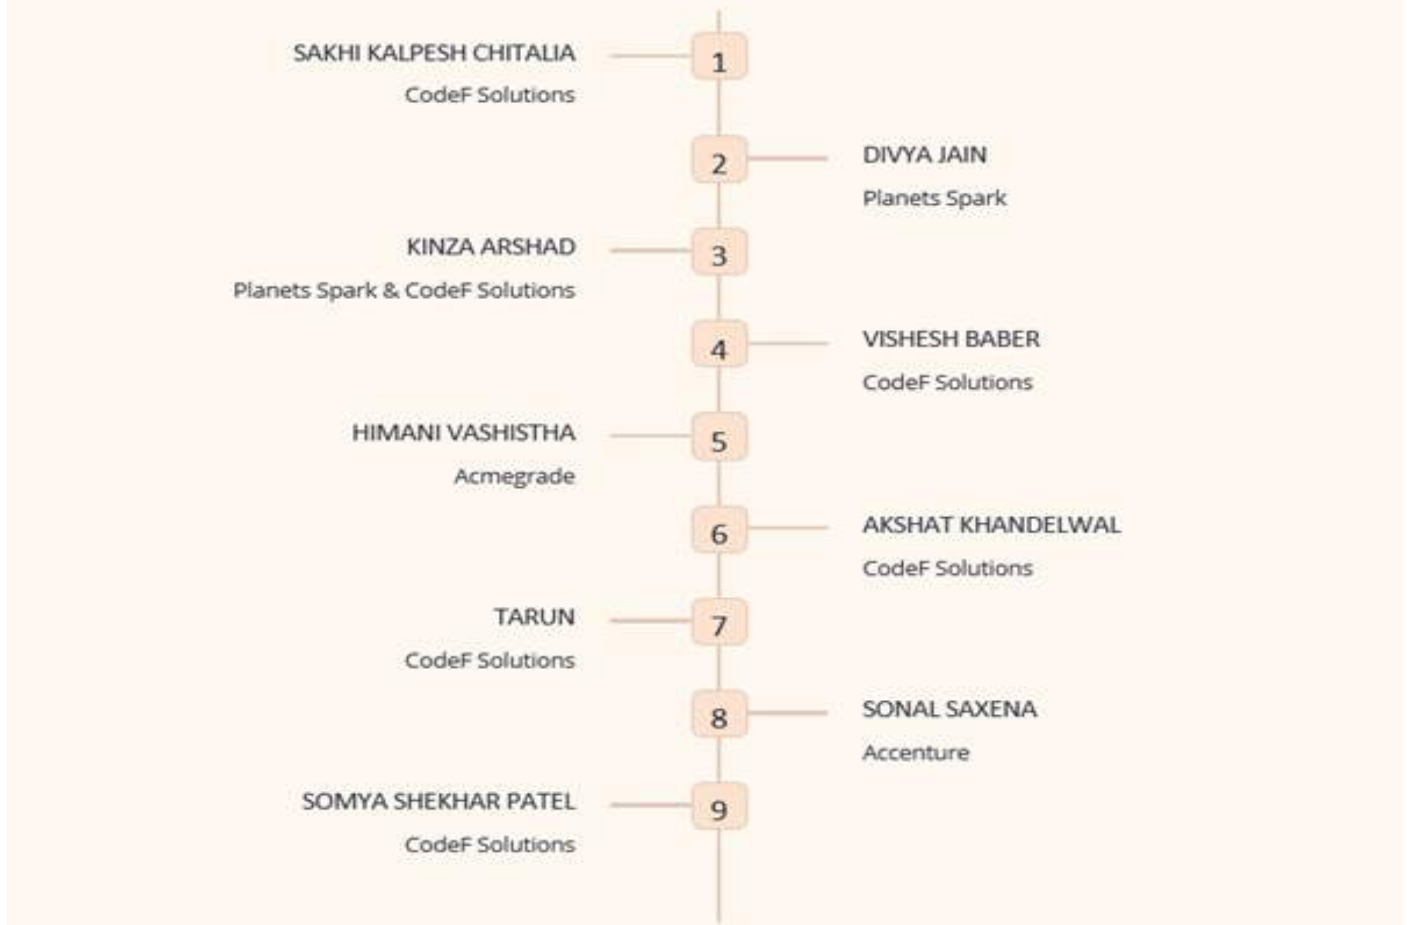 SAKHI KALPESH CHITALIA
1
CodeF Solutions
2
DIVYA JAIN
Planets Spark
KINZA ARSHAD
3
Planets Spark & CodeF Solutions
4
VISHESH BABER
CodeF Solutions
HIMANI VASHISTHA
5
Acmegrade
6
AKSHAT KHANDELWAL
CodeF Solutions
TARUN
7
CodeF Solutions
8
SONAL SAXENA
Accenture
SOMYA SHEKHAR PATEL
9
CodeF Solutions